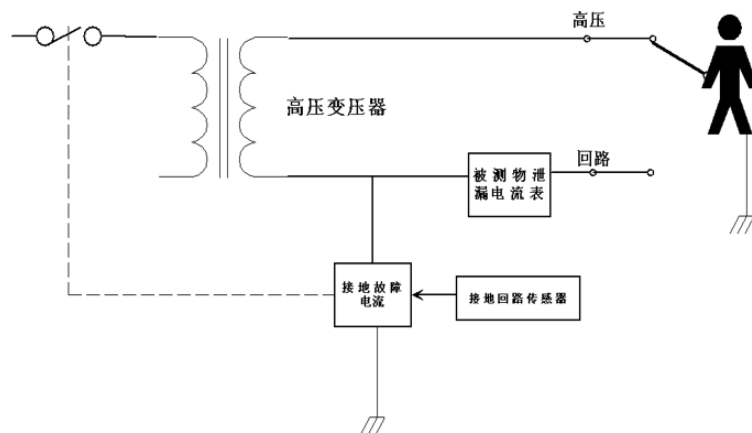 高压
高压变压器
被测物泄
漏电流表
回路
接地故障
电流
接地回路传感器